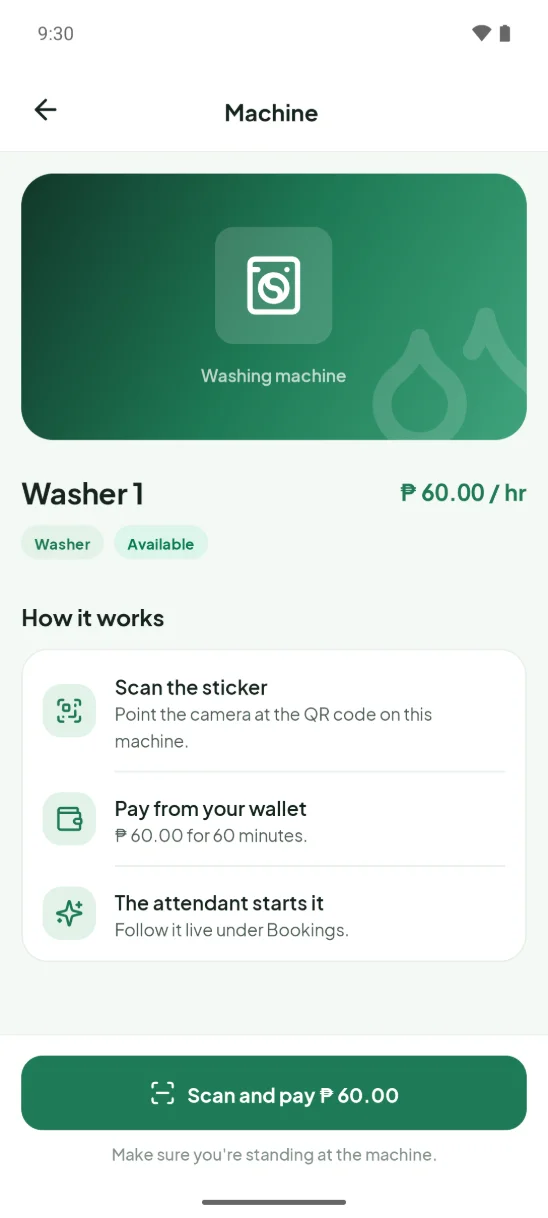 9:30
Machine
Washing machine
Washer 1
₱ 60.00 / hr
Washer
Available
How it works
Scan the sticker
Point the camera at the QR code on this
machine.
Pay from your wallet
₱ 60.00 for 60 minutes.
The attendant starts it
Follow it live under Bookings.
Scan and pay ₱ 60.00
Make sure you're standing at the machine.